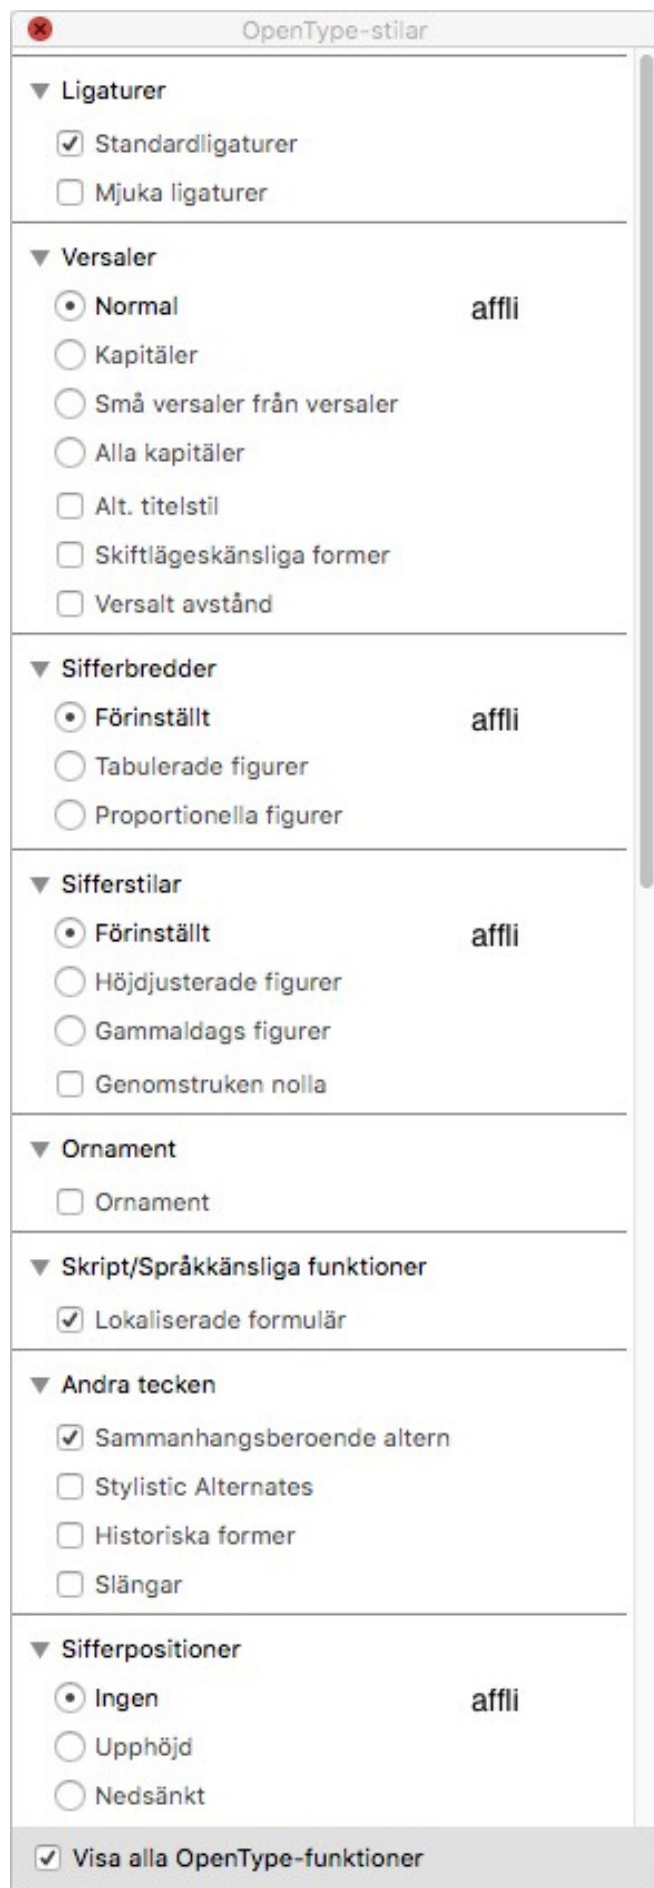 OpenType-stilar
Ligaturer
Standardligaturer
Mjuka ligaturer
Versaler
Normal affli
Kapitäler
Små versaler från versaler
Alla kapitäler
Alt. titelstil
Skiftlägeskänsliga former
Versalt avstånd
Sifferbredder
Förinställt affli
Tabulerade figurer
Proportionella figurer
Sifferstilar
Förinställt affli
Höjdjusterade figurer
Gammaldags figurer
Genomstruken nolla
Ornament
Ornament
Skript/Språkkänsliga funktioner
Lokaliserade formulär
Andra tecken
Sammanhangsberoende altern
Stylistic Alternates
Historiska former
Slängar
Sifferpositioner
Ingen affli
Upphöjd
Nedsänkt
Visa alla OpenType-funktioner